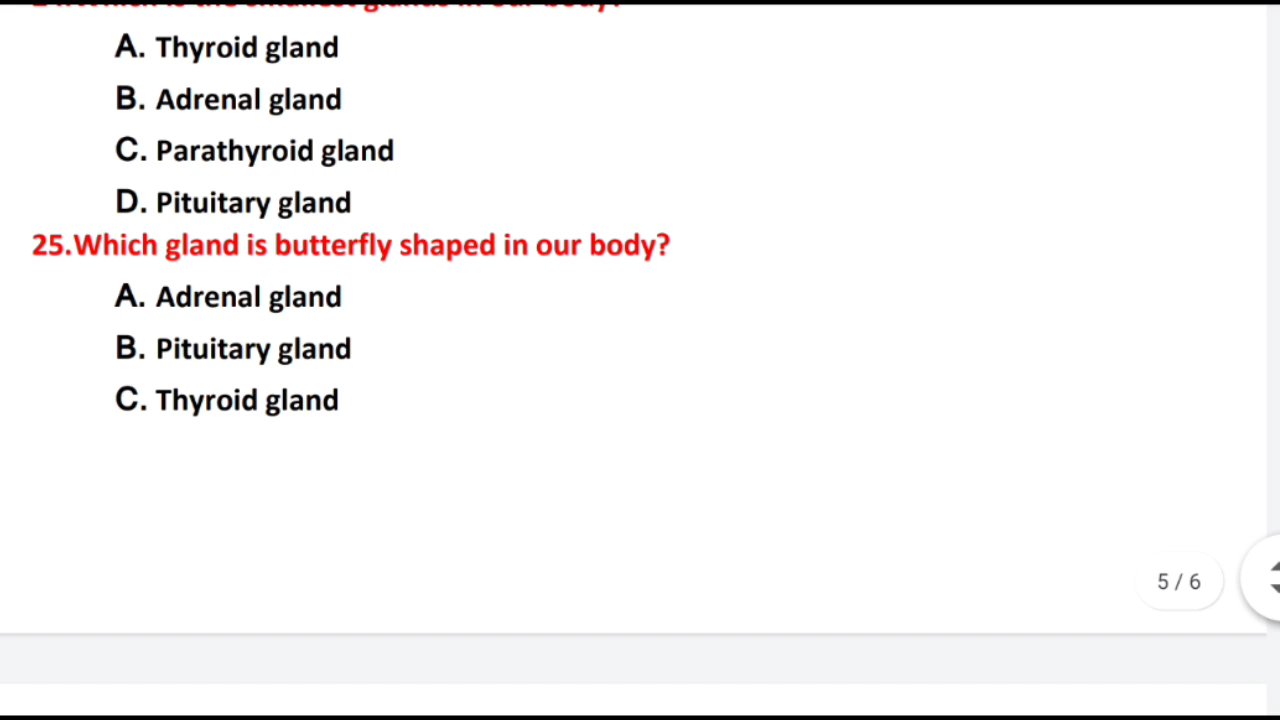 A. Thyroid gland
B. Adrenal gland
C. Parathyroid gland
D. Pituitary gland
25.Which gland is butterfly shaped in our body?
A. Adrenal gland
B. Pituitary gland
C. Thyroid gland
5 / 6